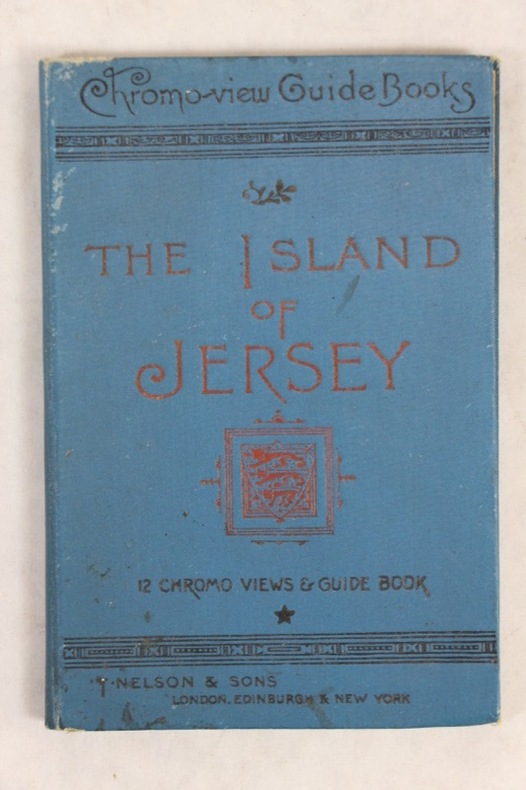 Chromo-view Guide Books
THE ISLAND
OF
JERSEY
12 CHROMO VIEWS & GUIDE BOOK
T. NELSON & SONS
LONDON. EDINBURGH & NEW YORK